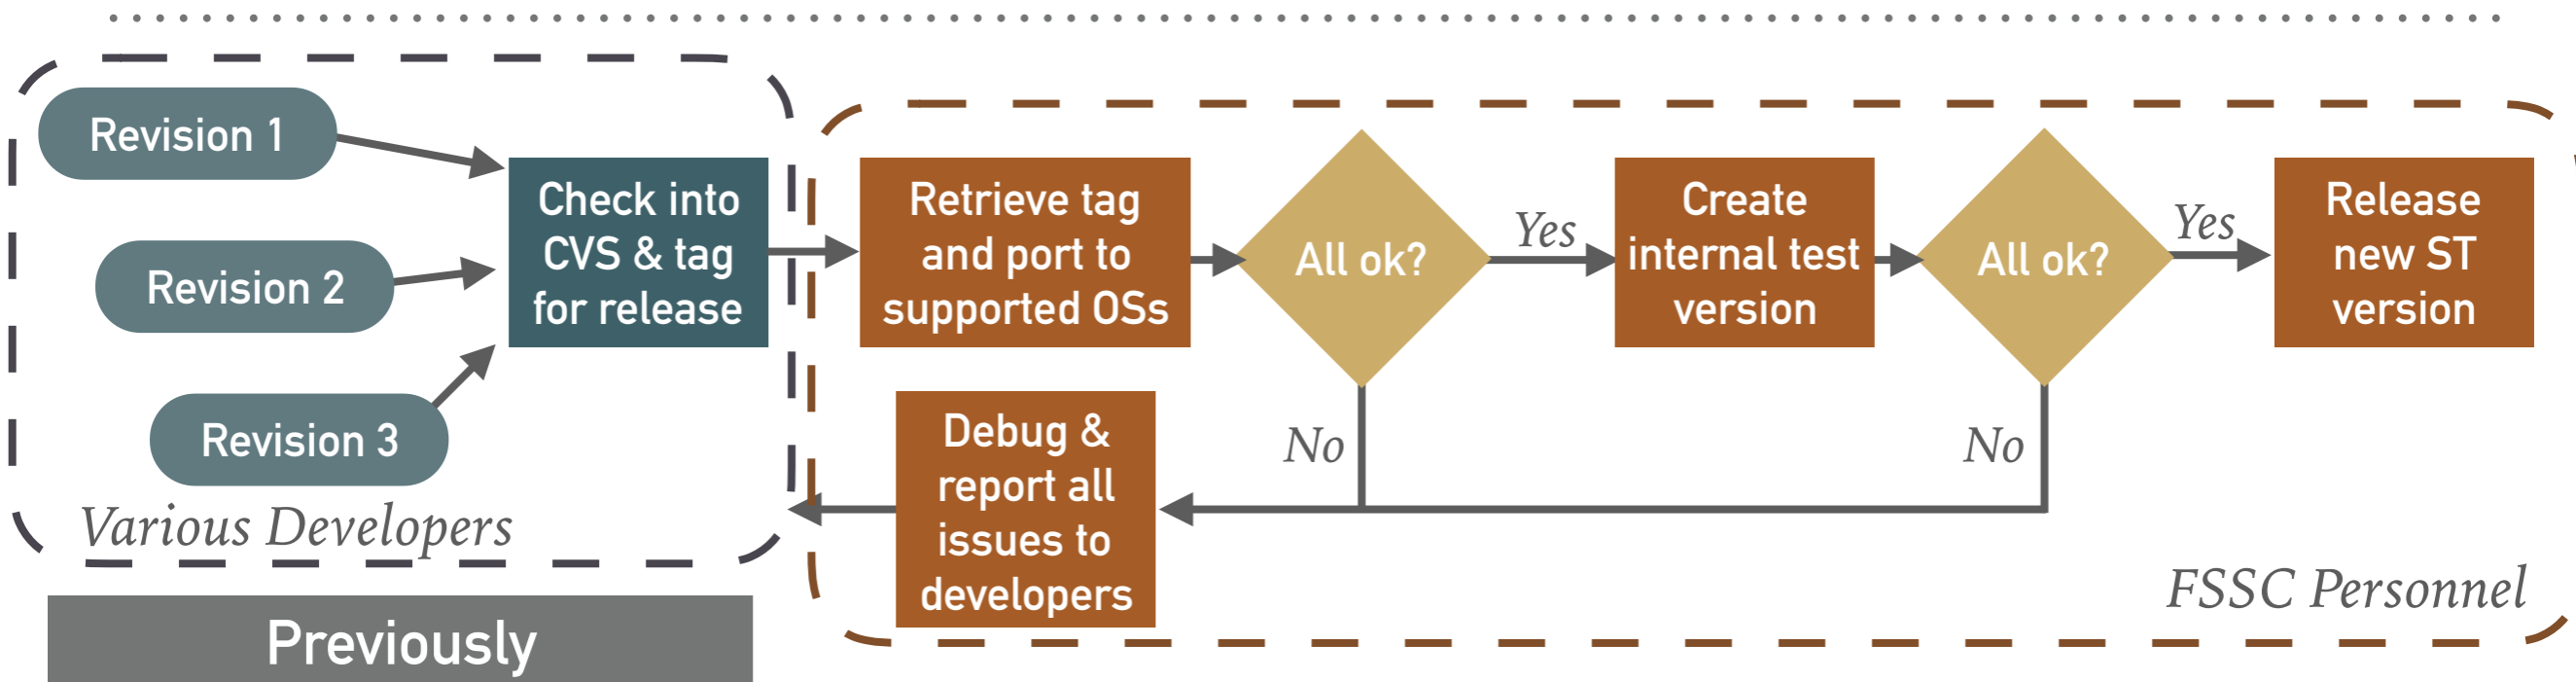 Revision 1
Revision 2
Revision 3
Check into
CVS & tag
for release
Various Developers
Previously
Retrieve tag
and port to
supported OSs
All ok?
Yes
No
Create
internal test
version
All ok?
Yes
No
Release
new ST
version
Debug &
report all
issues to
developers
FSSC Personnel